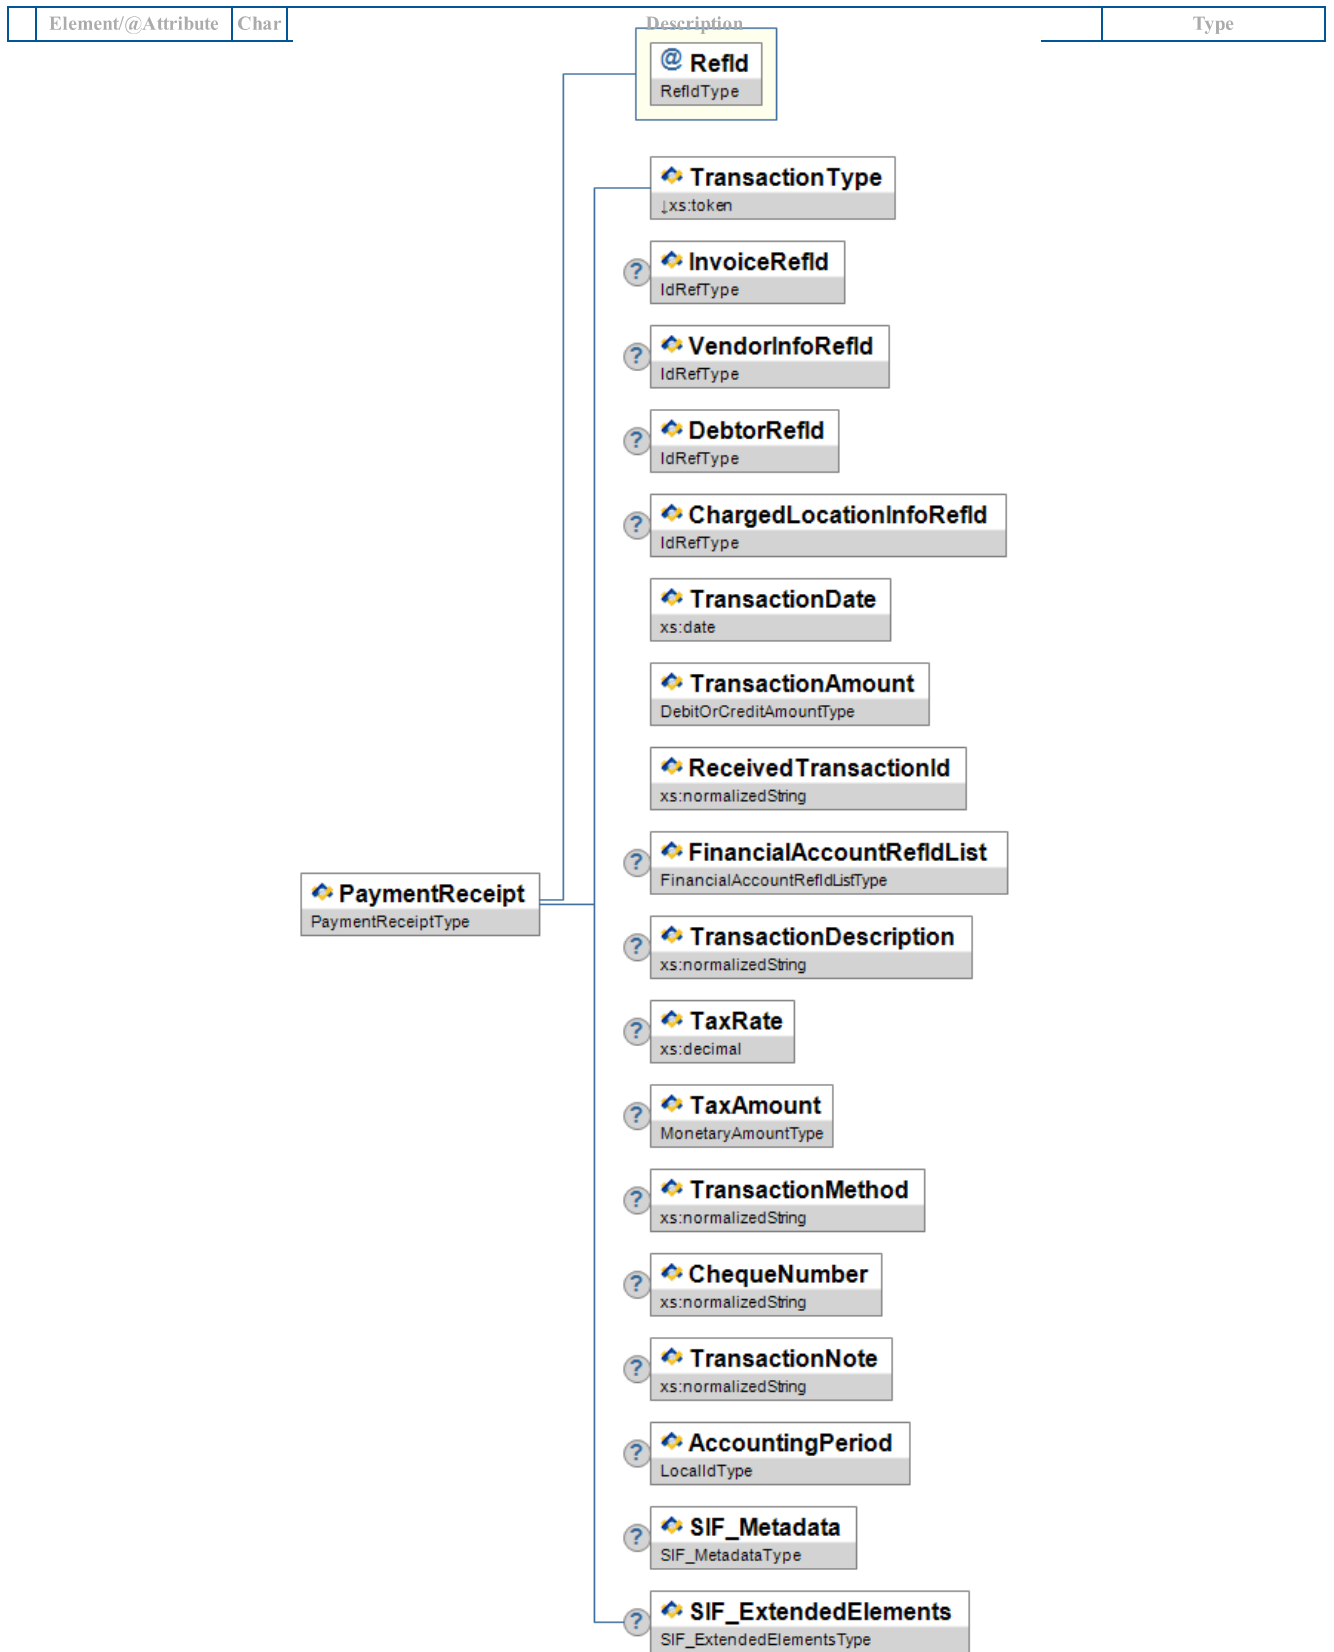 Element/@Attribute Char Description Type
@ RefId
RefIdType
TransactionType
↓xs:token
? InvoiceRefId
IdRefType
? VendorInfoRefId
IdRefType
? DebtorRefId
IdRefType
? ChargedLocationInfoRefId
IdRefType
TransactionDate
xs:date
TransactionAmount
DebitOrCreditAmountType
ReceivedTransactionId
xs:normalizedString
? FinancialAccountRefIdList
FinancialAccountRefIdListType
PaymentReceipt
PaymentReceiptType
? TransactionDescription
xs:normalizedString
? TaxRate
xs:decimal
? TaxAmount
MonetaryAmountType
? TransactionMethod
xs:normalizedString
? ChequeNumber
xs:normalizedString
? TransactionNote
xs:normalizedString
? AccountingPeriod
LocalIdType
? SIF_Metadata
SIF_MetadataType
? SIF_ExtendedElements
SIF_ExtendedElementsType